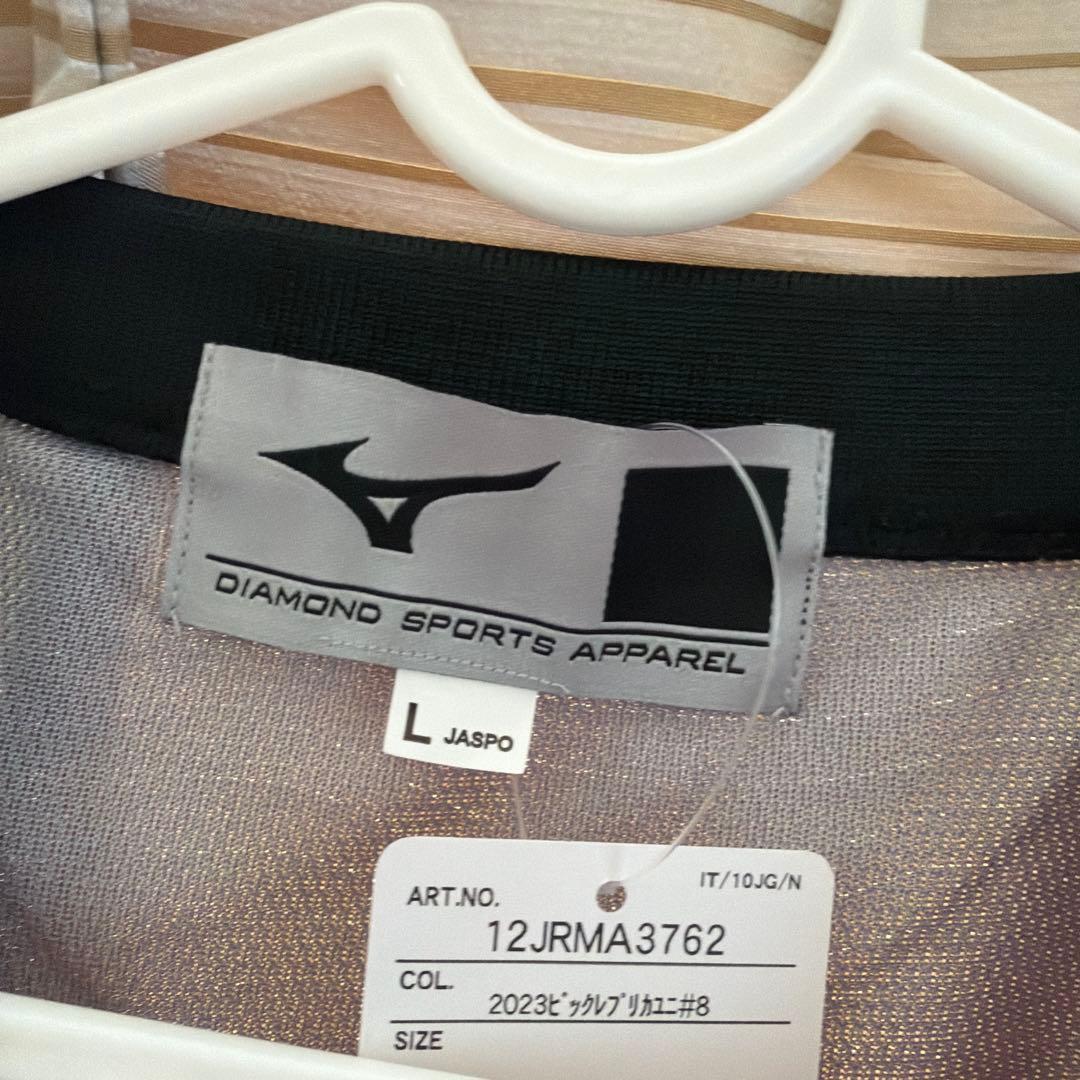 DIAMOND SPORTS APPAREL
L JASPO
IT/10JG/N
ART.NO.
12JRMA3762
COL.
2023ﾋﾞｯｸﾚﾌﾟﾘｶﾕﾆ#8
SIZE